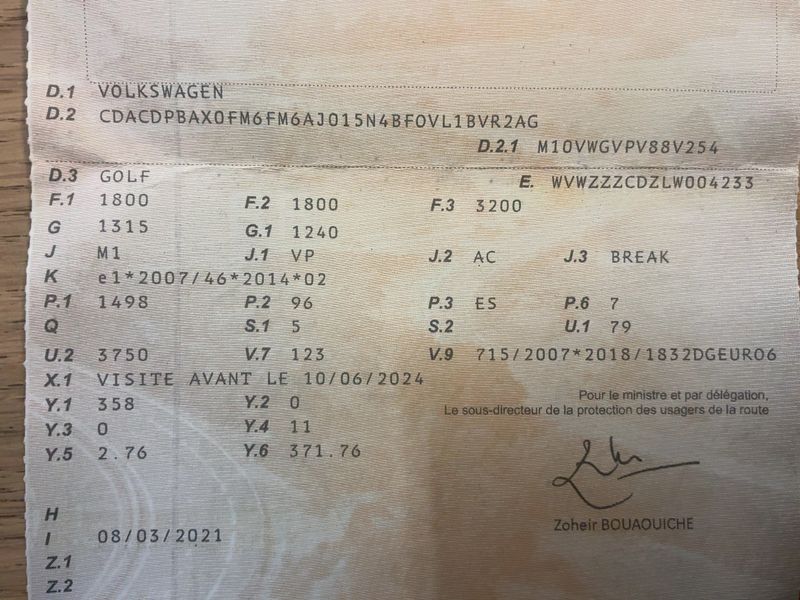 D.1 VOLKSWAGEN
D.2 CDACDPBAX0FM6FM6AJ015N4BF0VL1BVR2AG
D.2.1 M10VWGVPV88V254
D.3 GOLF E. WVWZZZCDZLW004233
F.1 1800 F.2 1800 F.3 3200
G 1315 G.1 1240
J M1 J.1 VP J.2 AC J.3 BREAK
K e1*2007/46*2014*02
P.1 1498 P.2 96 P.3 ES P.6 7
Q S.1 5 S.2 U.1 79
U.2 3750 V.7 123 V.9 715/2007*2018/1832DGEURO6
X.1 VISITE AVANT LE 10/06/2024
Y.1 358 Y.2 0
Pour le ministre et par délégation,
Le sous-directeur de la protection des usagers de la route
Y.3 0 Y.4 11
Y.5 2.76 Y.6 371.76
Zoheir BOUAOUICHE
H
I 08/03/2021
Z.1
Z.2